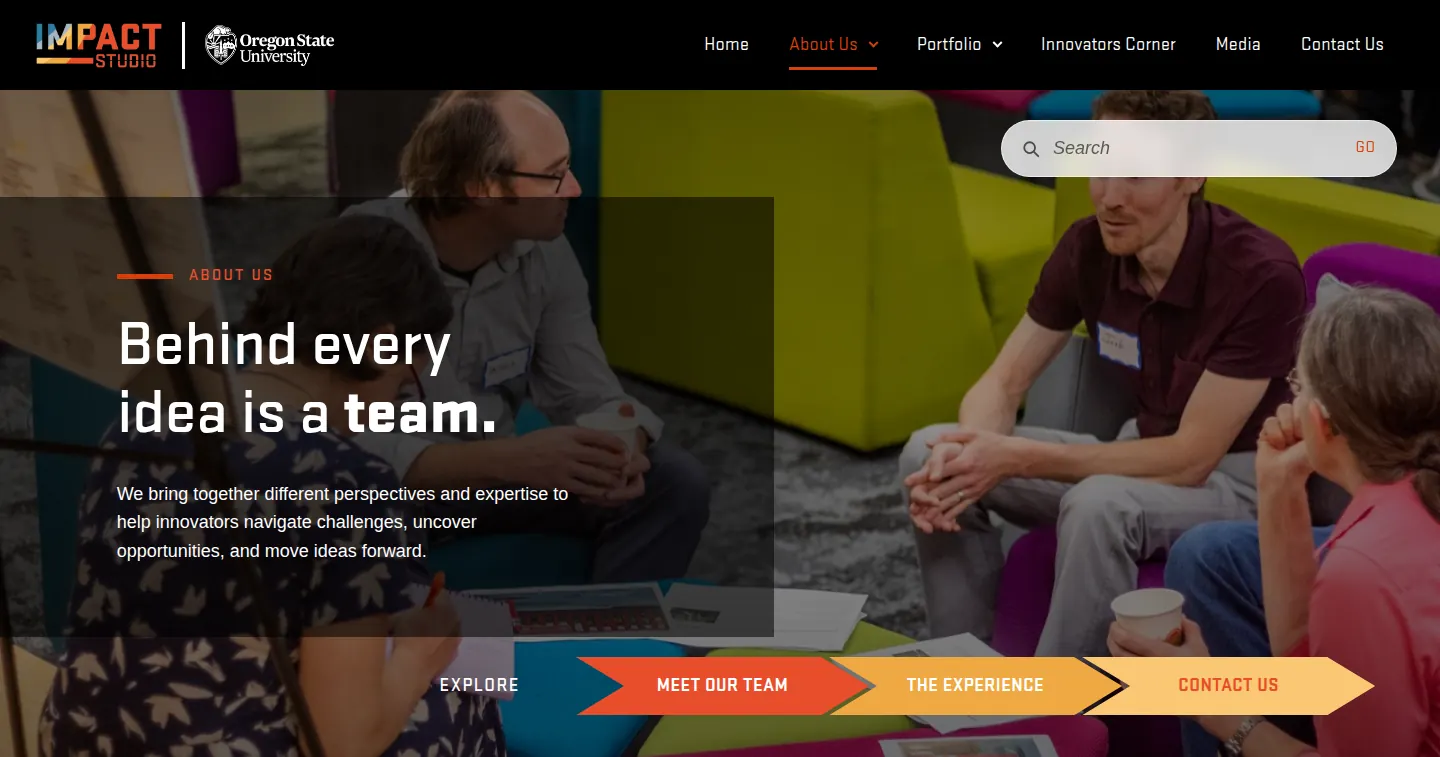 IMPACT
STUDIO
Oregon State
University
Home
About Us
Portfolio
Innovators Corner
Media
Contact Us
Search
GO
ABOUT US
Behind every
idea is a team.
We bring together different perspectives and expertise to
help innovators navigate challenges, uncover
opportunities, and move ideas forward.
EXPLORE
MEET OUR TEAM
THE EXPERIENCE
CONTACT US